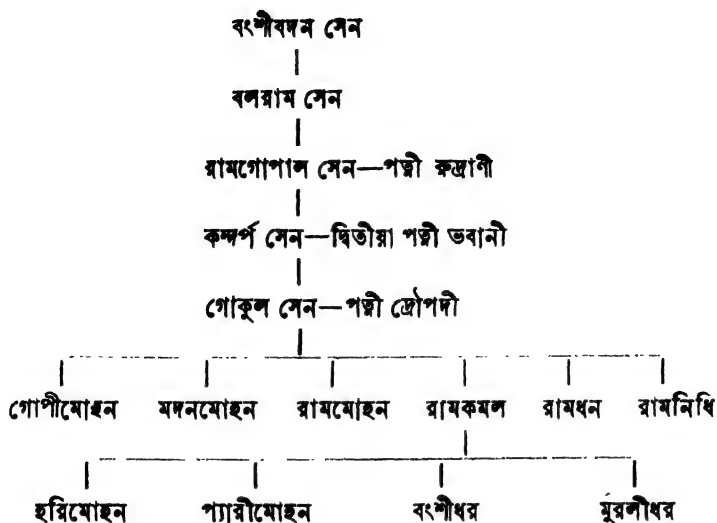 বংশীবদন সেন
বলরাম সেন
রামগোপাল সেন—পত্নী রুদ্রাণী
কন্দর্প সেন—দ্বিতীয়া পত্নী ভবানী
গোকুল সেন—পত্নী দ্রৌপদী
গোপীমোহন মদনমোহন রামমোহন রামকমল রামধন রামনিধি
হরিমোহন প্যারীমোহন বংশীধর মুরলীধর